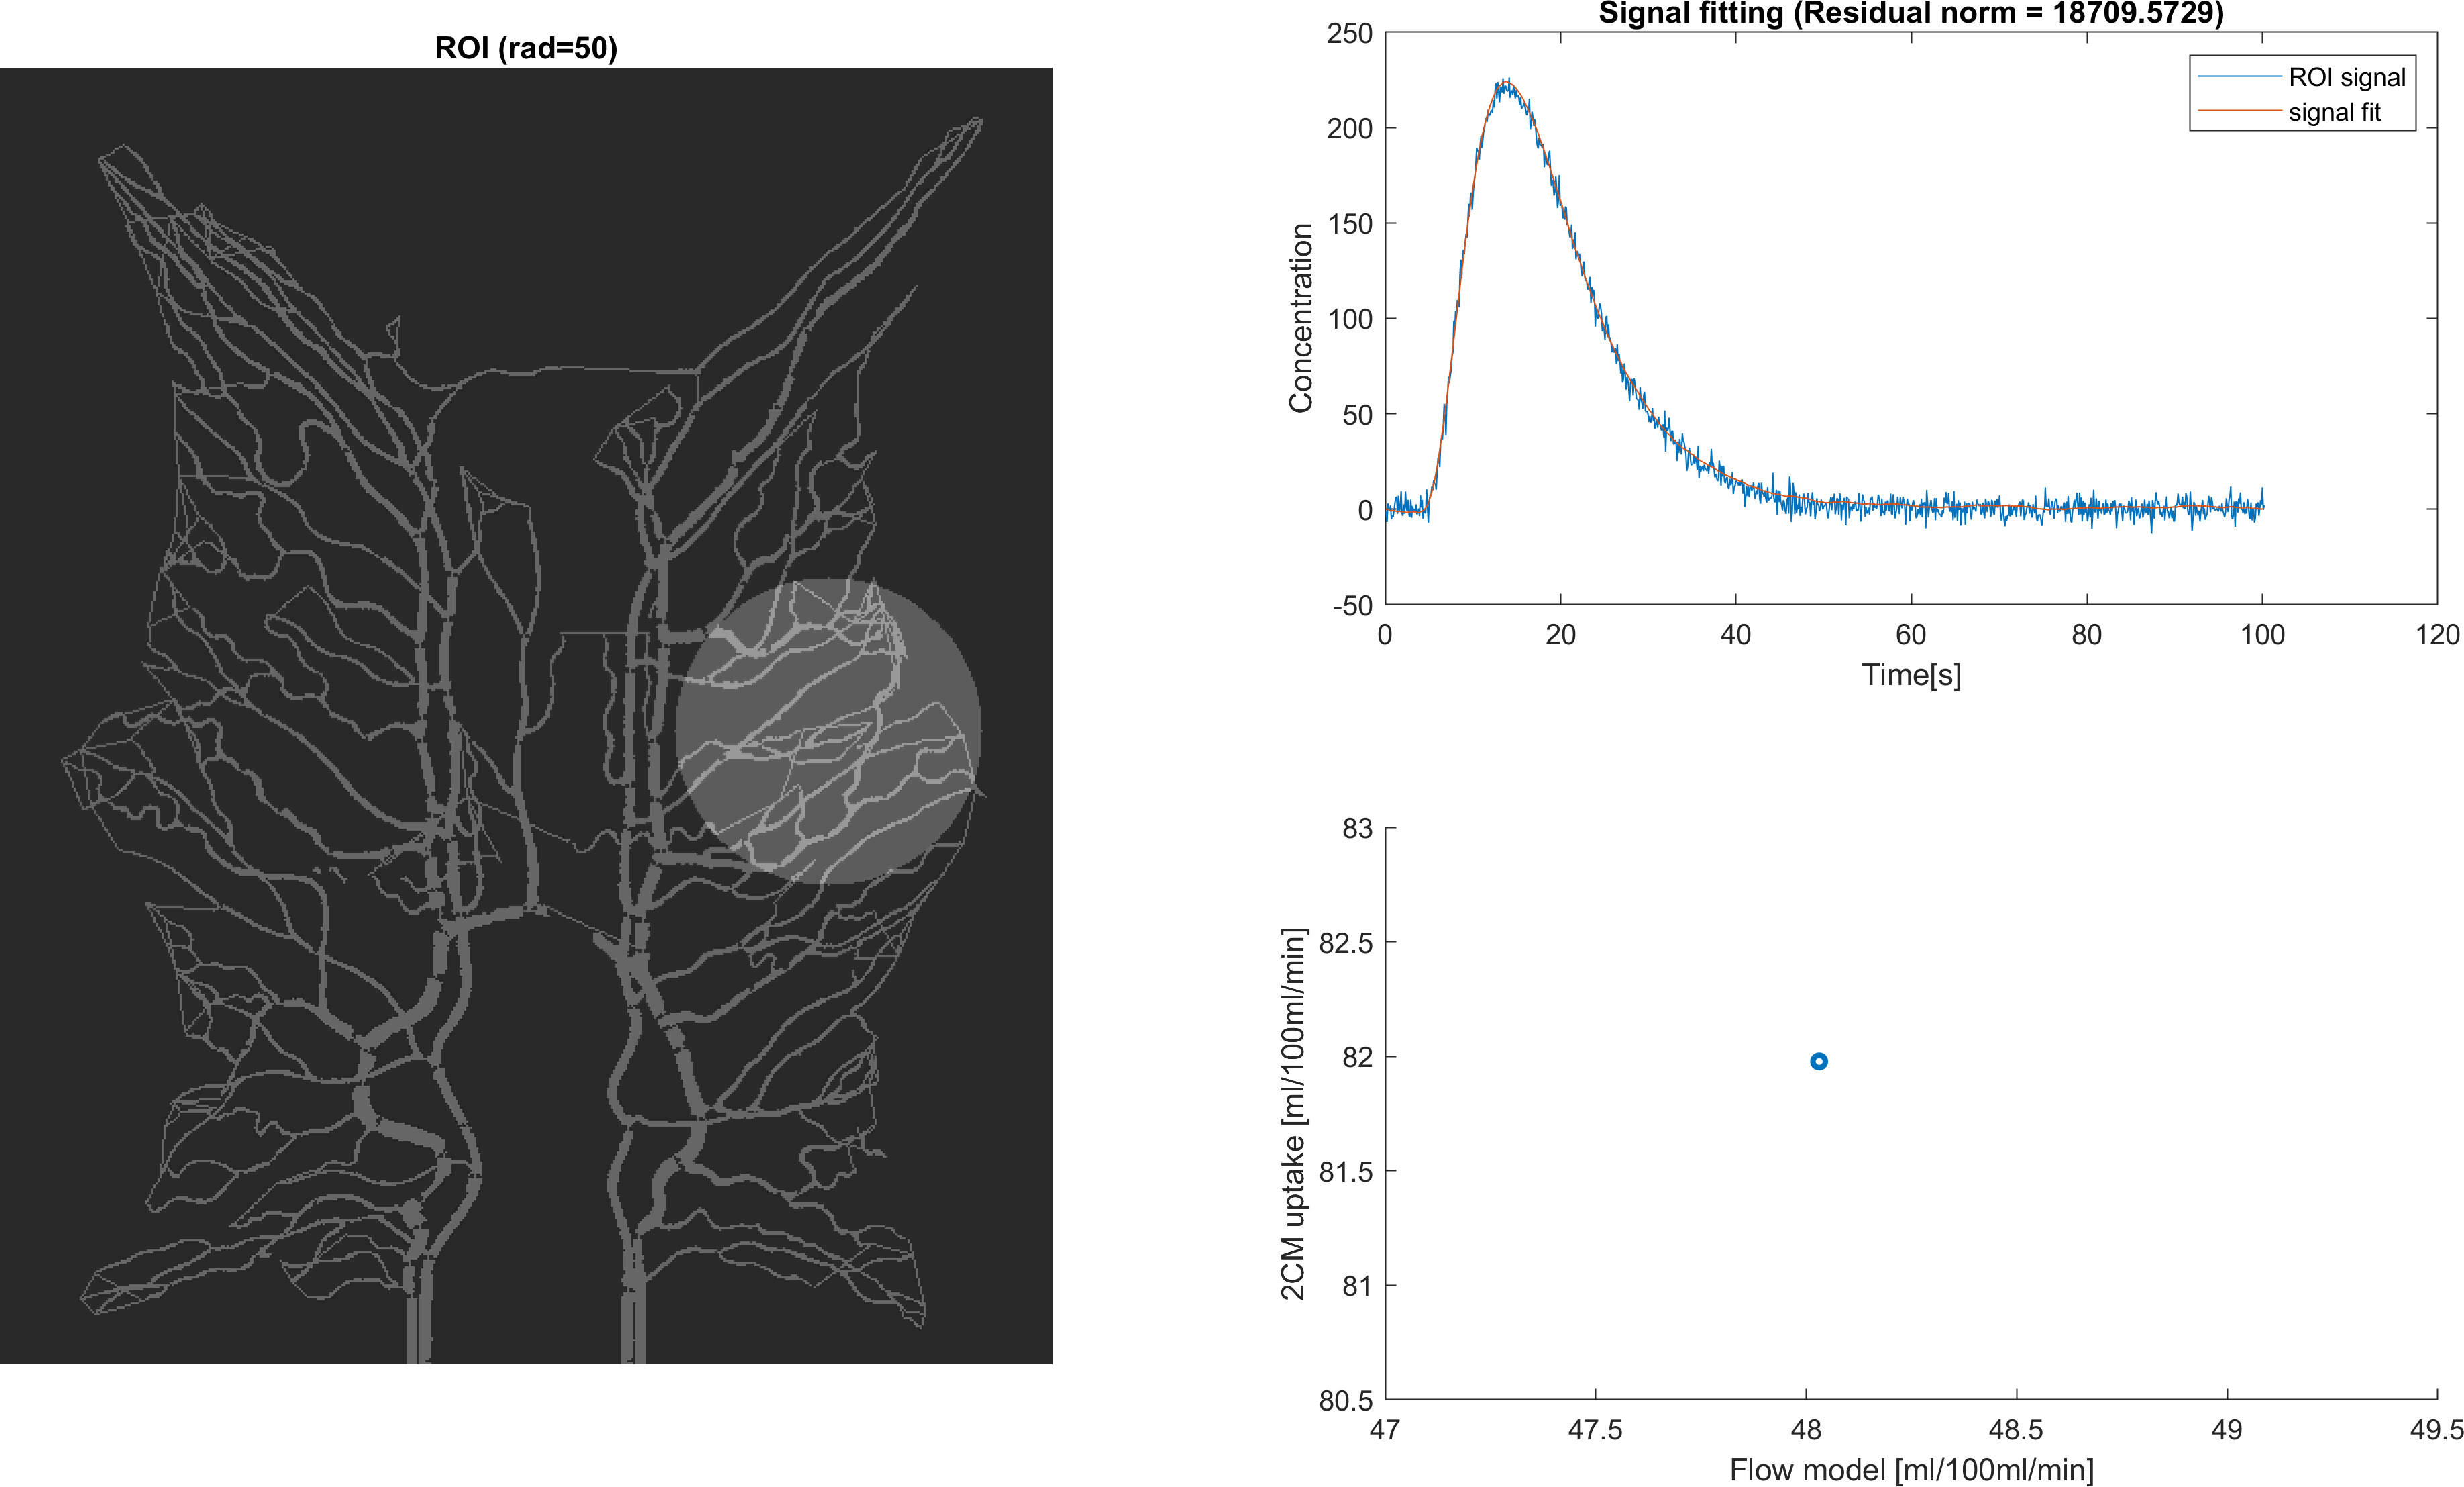 ROI (rad=50)
Signal fitting (Residual norm = 18709.5729)
250
200
150
100
50
0
-50
Concentration
ROI signal
signal fit
0 20 40 60 80 100 120
Time[s]
83
82.5
82
81.5
81
80.5
2CM uptake [ml/100ml/min]
47 47.5 48 48.5 49 49.5
Flow model [ml/100ml/min]